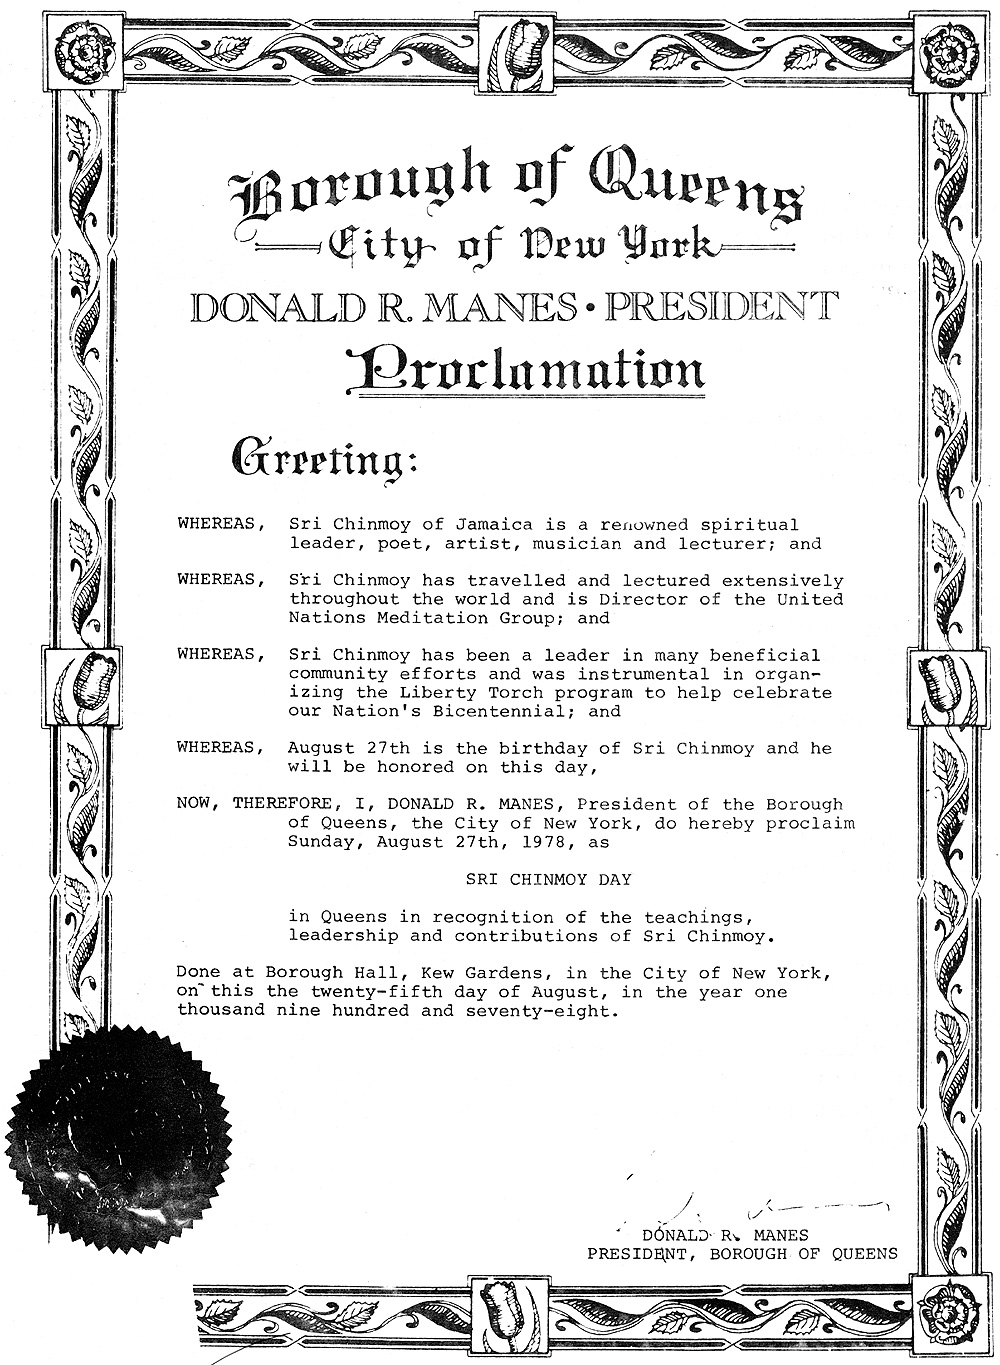 Borough of Queens
City of New York
DONALD R. MANES • PRESIDENT
Proclamation
Greeting:
WHEREAS, Sri Chinmoy of Jamaica is a renowned spiritual
leader, poet, artist, musician and lecturer; and
WHEREAS, Sri Chinmoy has travelled and lectured extensively
throughout the world and is Director of the United
Nations Meditation Group; and
WHEREAS, Sri Chinmoy has been a leader in many beneficial
community efforts and was instrumental in organ-
izing the Liberty Torch program to help celebrate
our Nation's Bicentennial; and
WHEREAS, August 27th is the birthday of Sri Chinmoy and he
will be honored on this day,
NOW, THEREFORE, I, DONALD R. MANES, President of the Borough
of Queens, the City of New York, do hereby proclaim
Sunday, August 27th, 1978, as
SRI CHINMOY DAY
in Queens in recognition of the teachings,
leadership and contributions of Sri Chinmoy.
Done at Borough Hall, Kew Gardens, in the City of New York,
on this the twenty-fifth day of August, in the year one
thousand nine hundred and seventy-eight.
DONALD R. MANES
PRESIDENT, BOROUGH OF QUEENS